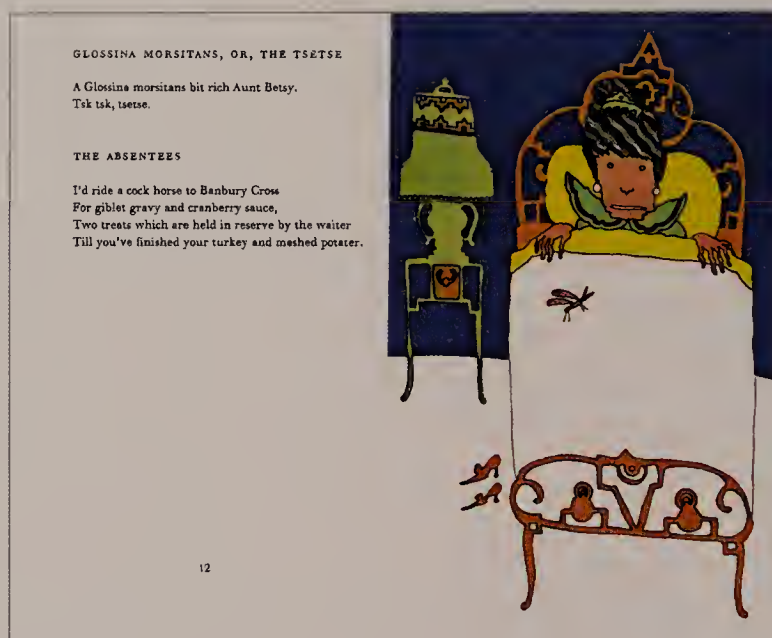 GLOSSINA MORSITANS, OR, THE TSETSE
A Glossina morsitans bit rich Aunt Betsy.
Tsk tsk, tsetse.
THE ABSENTEES
I'd ride a cock horse to Banbury Cross
For giblet gravy and cranberry sauce,
Two treats which are held in reserve by the waiter
Till you've finished your turkey and mashed potater.
12